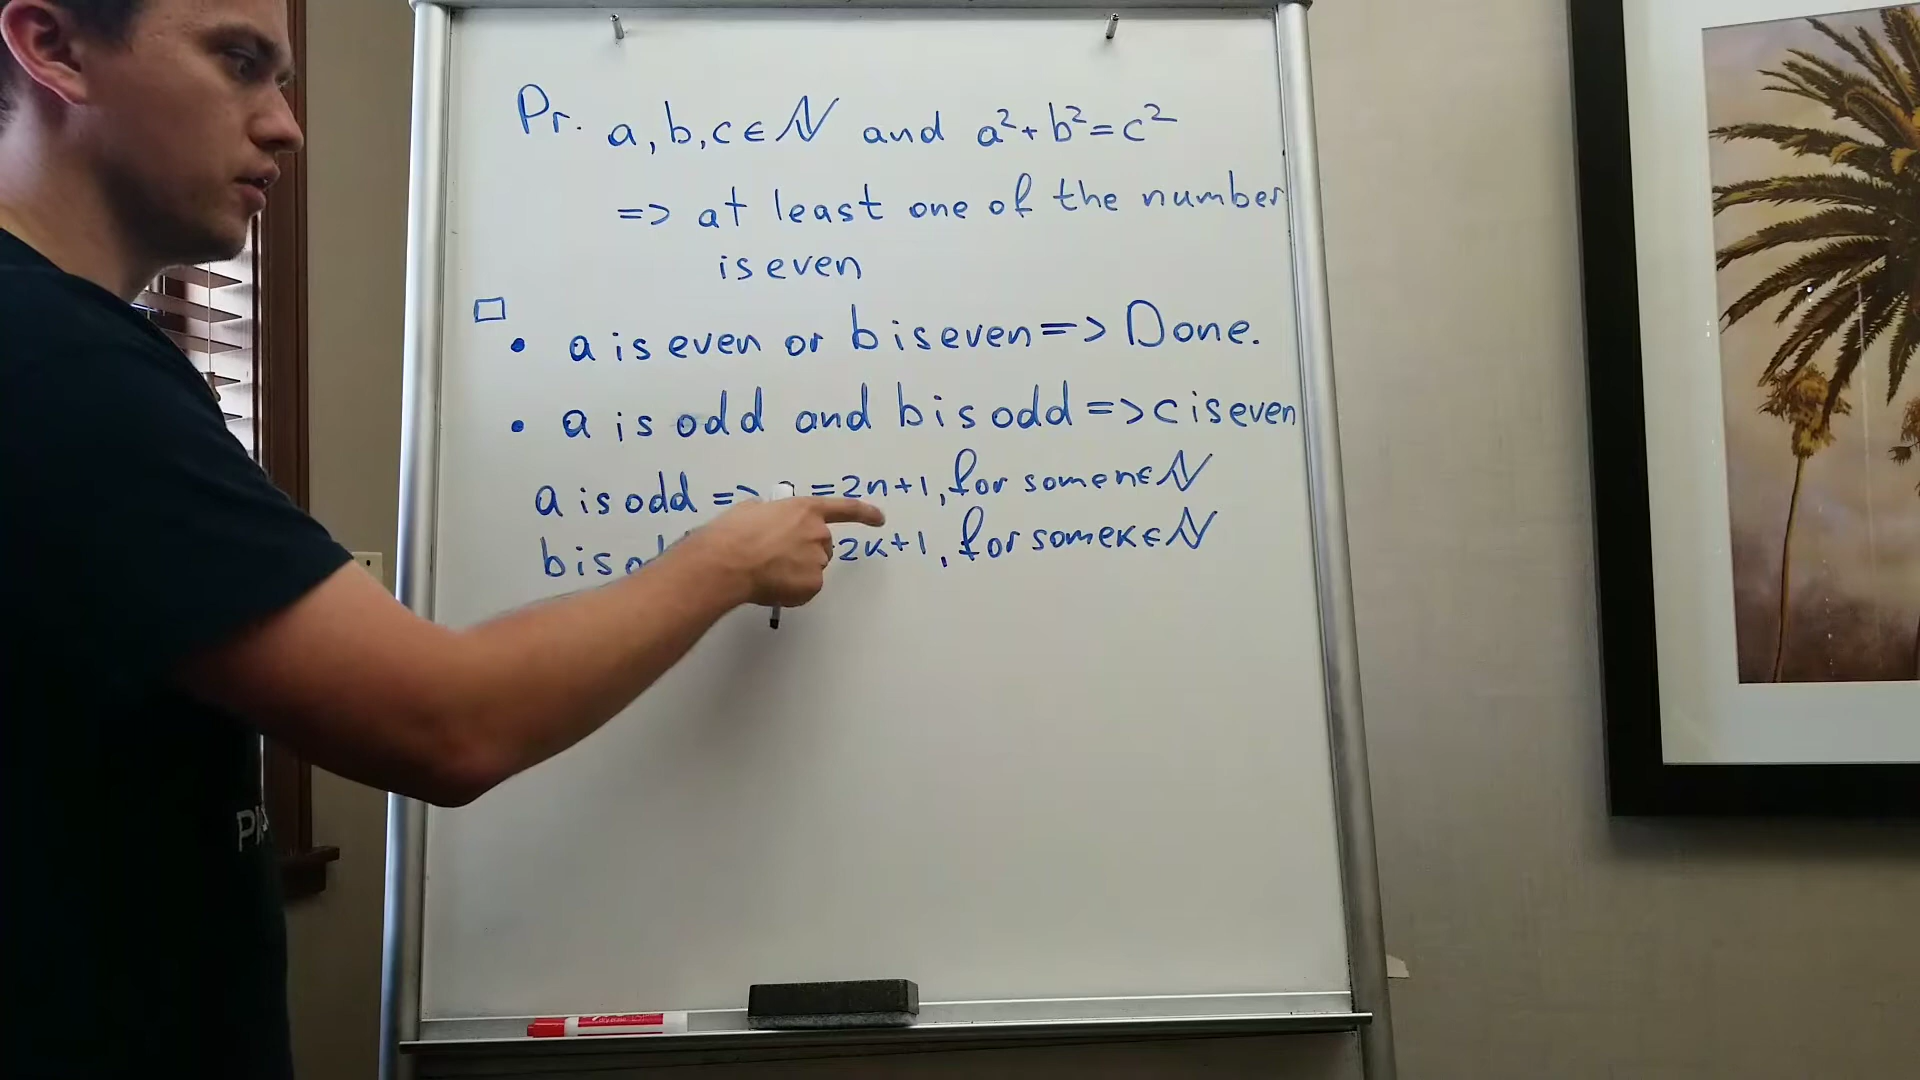 Pr. a, b, c ∈ ℕ and a² + b² = c²
=> at least one of the number
is even
□
• a is even or b is even => Done.
• a is odd and b is odd => c is even
a is odd => = 2n+1, for some n ∈ ℕ
b is 2k+1, for some k ∈ ℕ